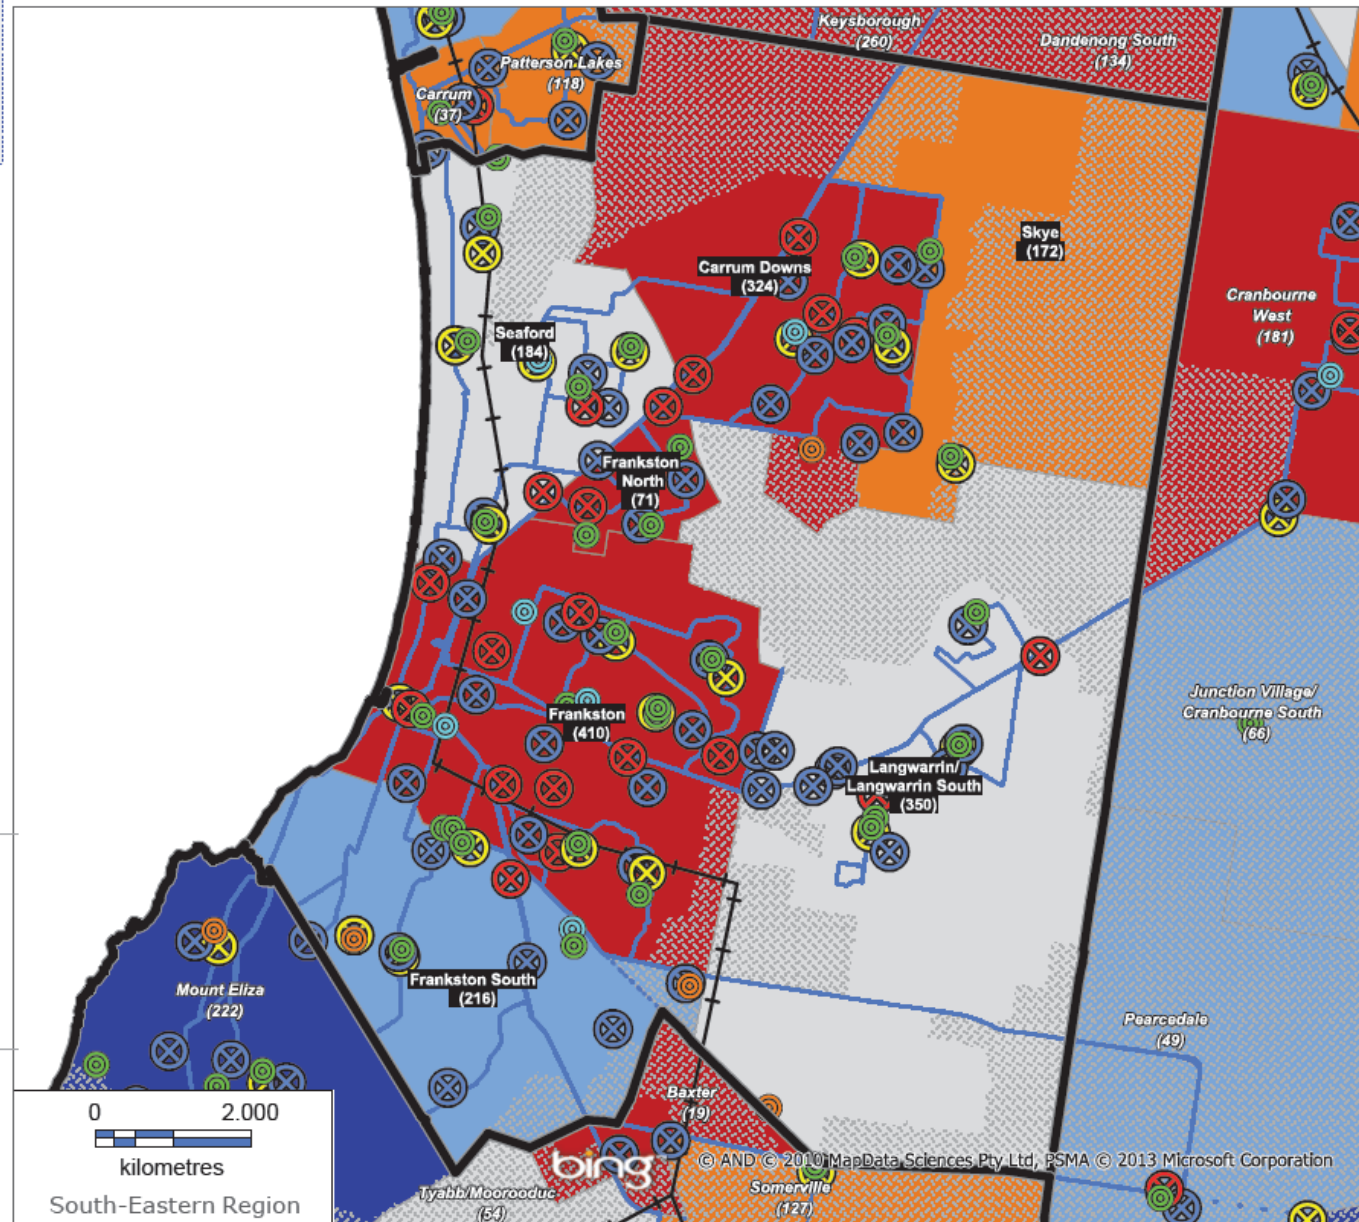 Keysborough
(260)
Dandenong South
(134)
Patterson Lakes
(118)
Carrum
(37)
Skye
(172)
Carrum Downs
(324)
Cranbourne
West
(181)
Seaford
(184)
Frankston
North
(71)
Junction Village/
Cranbourne South
(66)
Frankston
(410)
Langwarrin/
Langwarrin South
(350)
Frankston South
(216)
Mount Eliza
(222)
Pearcedale
(49)
Baxter
(19)
0 2.000
kilometres
South-Eastern Region
bing
© AND © 2010 MapData Sciences Pty Ltd, PSMA © 2013 Microsoft Corporation
Tyabb/Moorooduc
(54)
Somerville
(127)